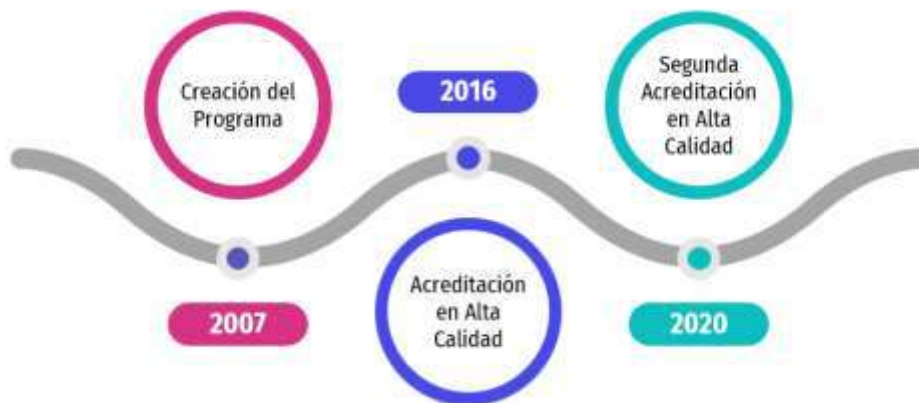 Creación del
Programa
2007
2016
Acreditación
en Alta
Calidad
Segunda
Acreditación
en Alta
Calidad
2020